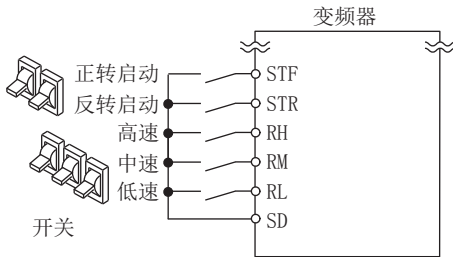 变频器
正转启动 STF
反转启动 STR
高速 RH
中速 RM
低速 RL
SD
开关